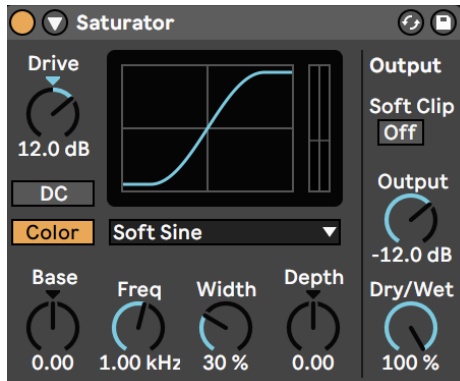 Saturator
Drive
12.0 dB
DC
Color
Soft Sine
Base
0.00
Freq
1.00 kHz
Width
30 %
Depth
0.00
Output
Soft Clip
Off
Output
-12.0 dB
Dry/Wet
100 %